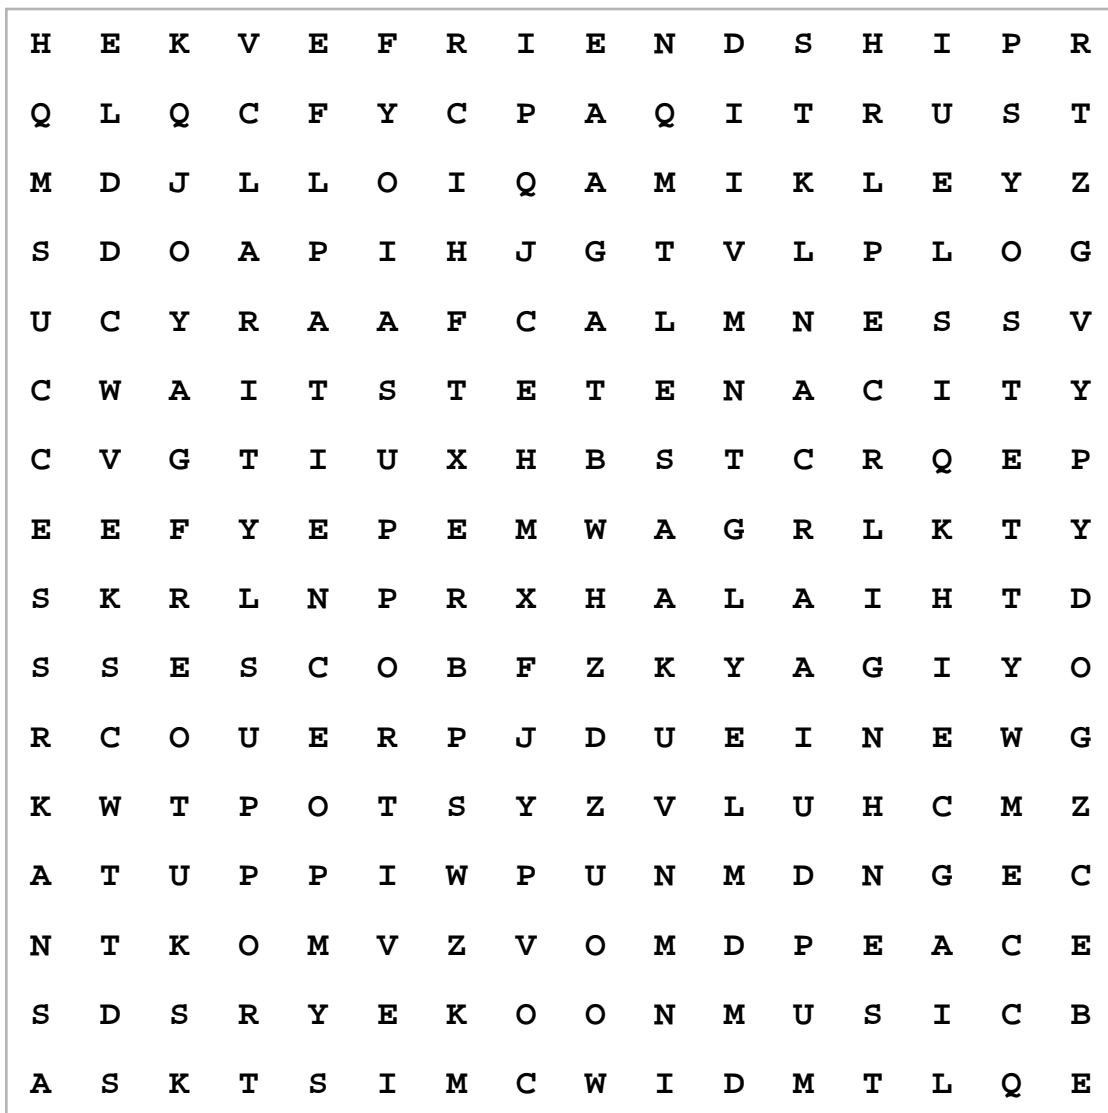 H E K V E F R I E N D S H I P R
Q L Q C F Y C P A Q I T R U S T
M D J L L O I Q A M I K L E Y Z
S D O A P I H J G T V L P L O G
U C Y R A A F C A L M N E S S V
C W A I T S T E T E N A C I T Y
C V G T I U X H B S T C R Q E P
E E F Y E P E M W A G R L K T Y
S K R L N P R X H A L A I H T D
S S E S C O B F Z K Y A G I Y O
R C O U E R P J D U E I N E W G
K W T P O T S Y Z V L U H C M Z
A T U P P I W P U N M D N G E C
N T K O M V Z V O M D P E A C E
S D S R Y E K O O N M U S I C B
A S K T S I M C W I D M T L Q E